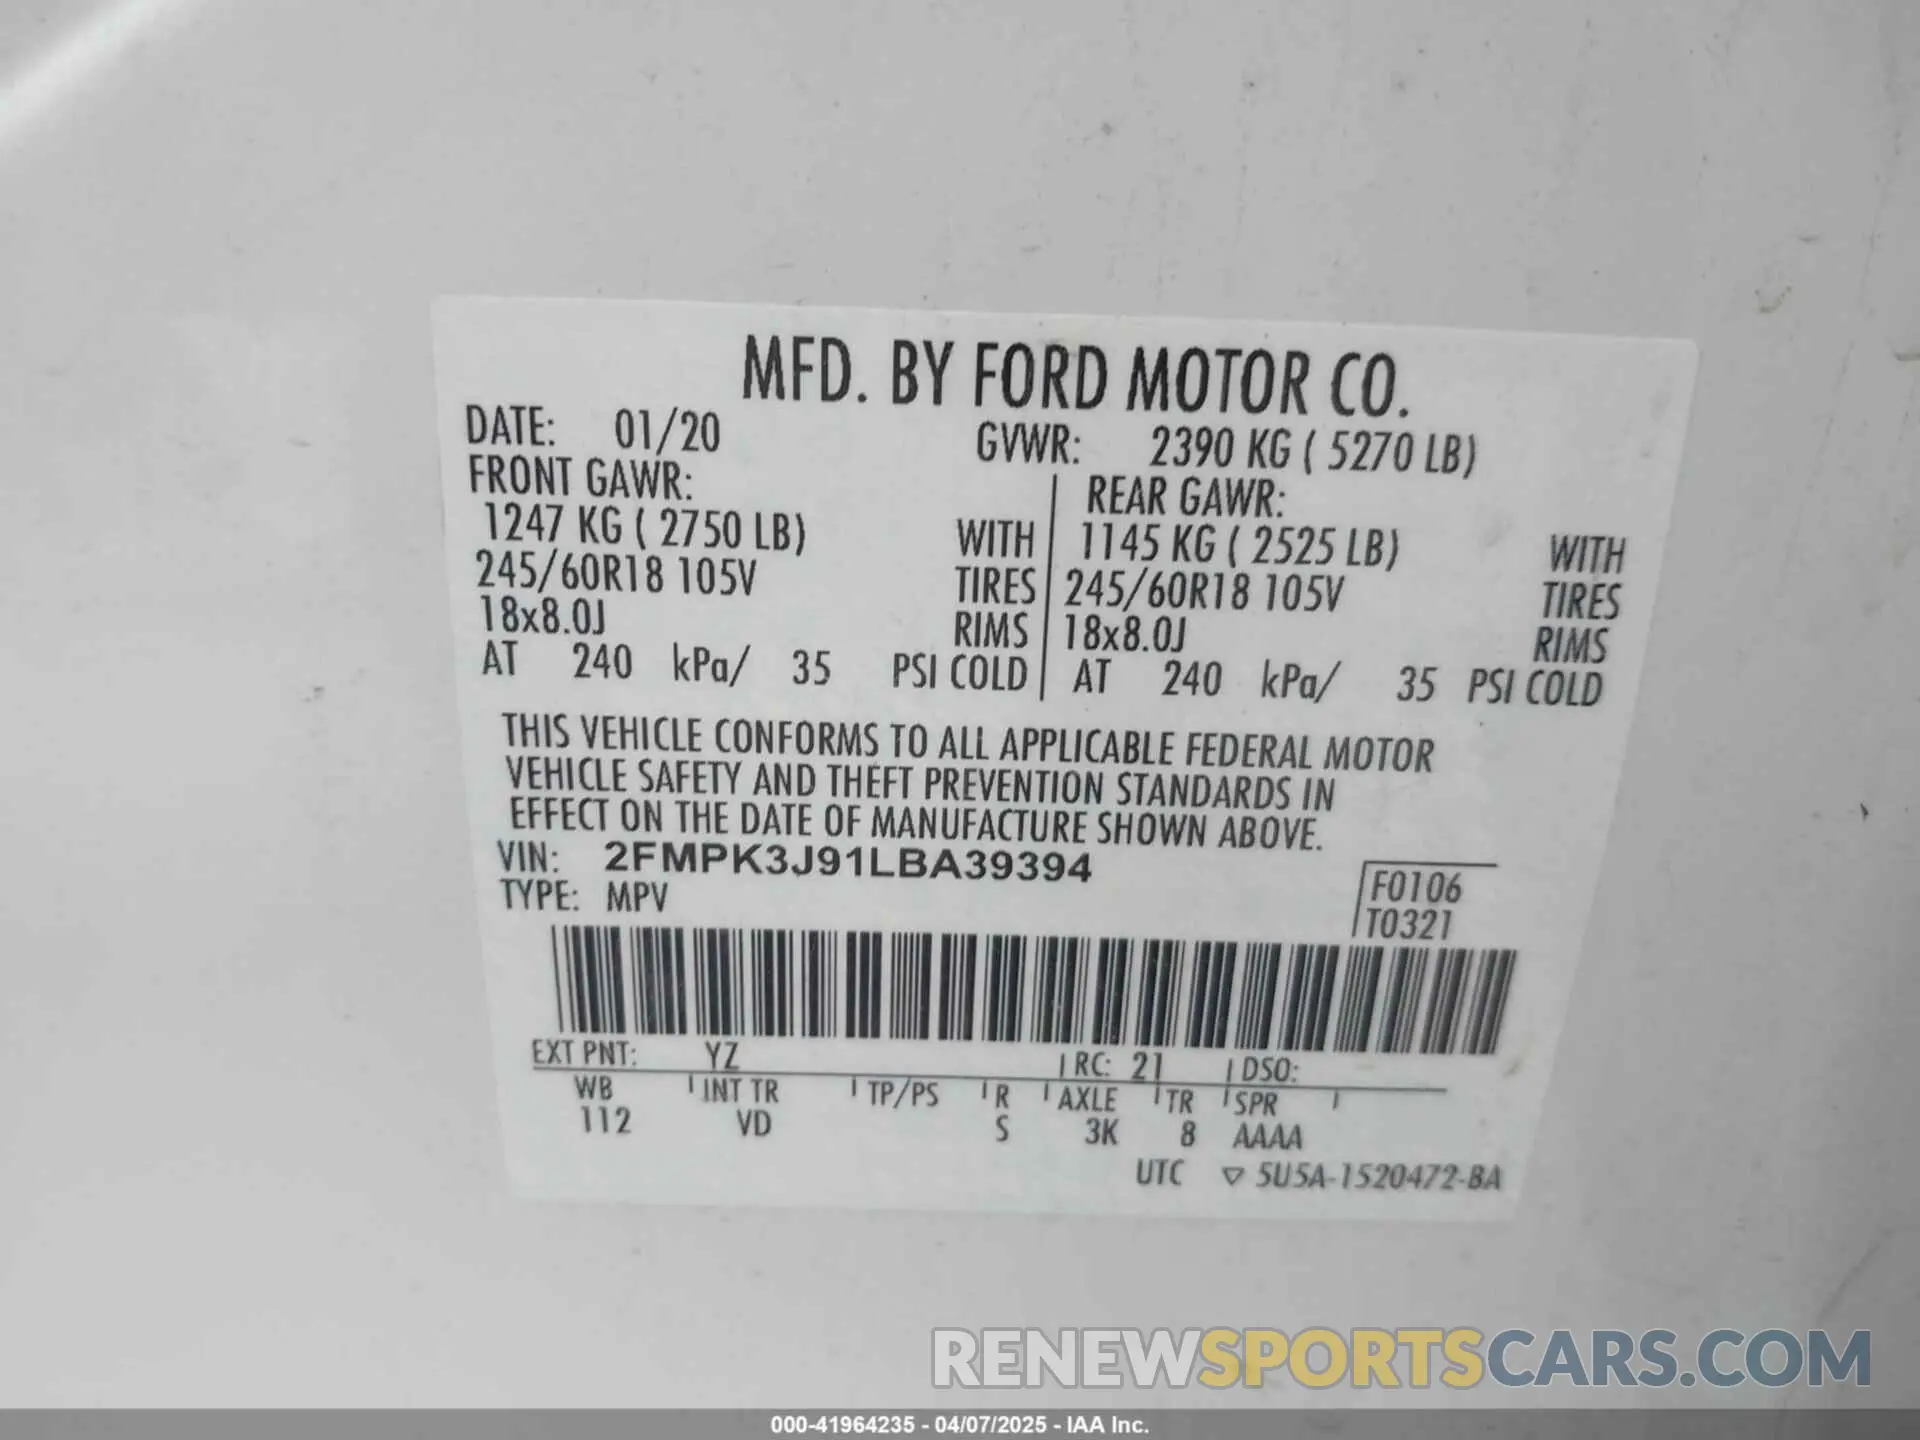 MFD. BY FORD MOTOR CO.
DATE: 01/20 GVWR: 2390 KG ( 5270 LB)
FRONT GAWR: REAR GAWR:
1247 KG ( 2750 LB) WITH 1145 KG ( 2525 LB) WITH
245/60R18 105V TIRES 245/60R18 105V TIRES
18x8.0J RIMS 18x8.0J RIMS
AT 240 kPa/ 35 PSI COLD AT 240 kPa/ 35 PSI COLD
THIS VEHICLE CONFORMS TO ALL APPLICABLE FEDERAL MOTOR
VEHICLE SAFETY AND THEFT PREVENTION STANDARDS IN
EFFECT ON THE DATE OF MANUFACTURE SHOWN ABOVE.
VIN: 2FMPK3J91LBA39394
TYPE: MPV
F0106
T0321
EXT PNT: YZ RC: 21 DSO:
WB INT TR TP/PS R AXLE TR SPR
112 VD S 3K 8 AAAA
UTC ▽ 5U5A-1520472-BA
RENEWSPORTSCARS.COM
000-41964235 - 04/07/2025 - IAA Inc.